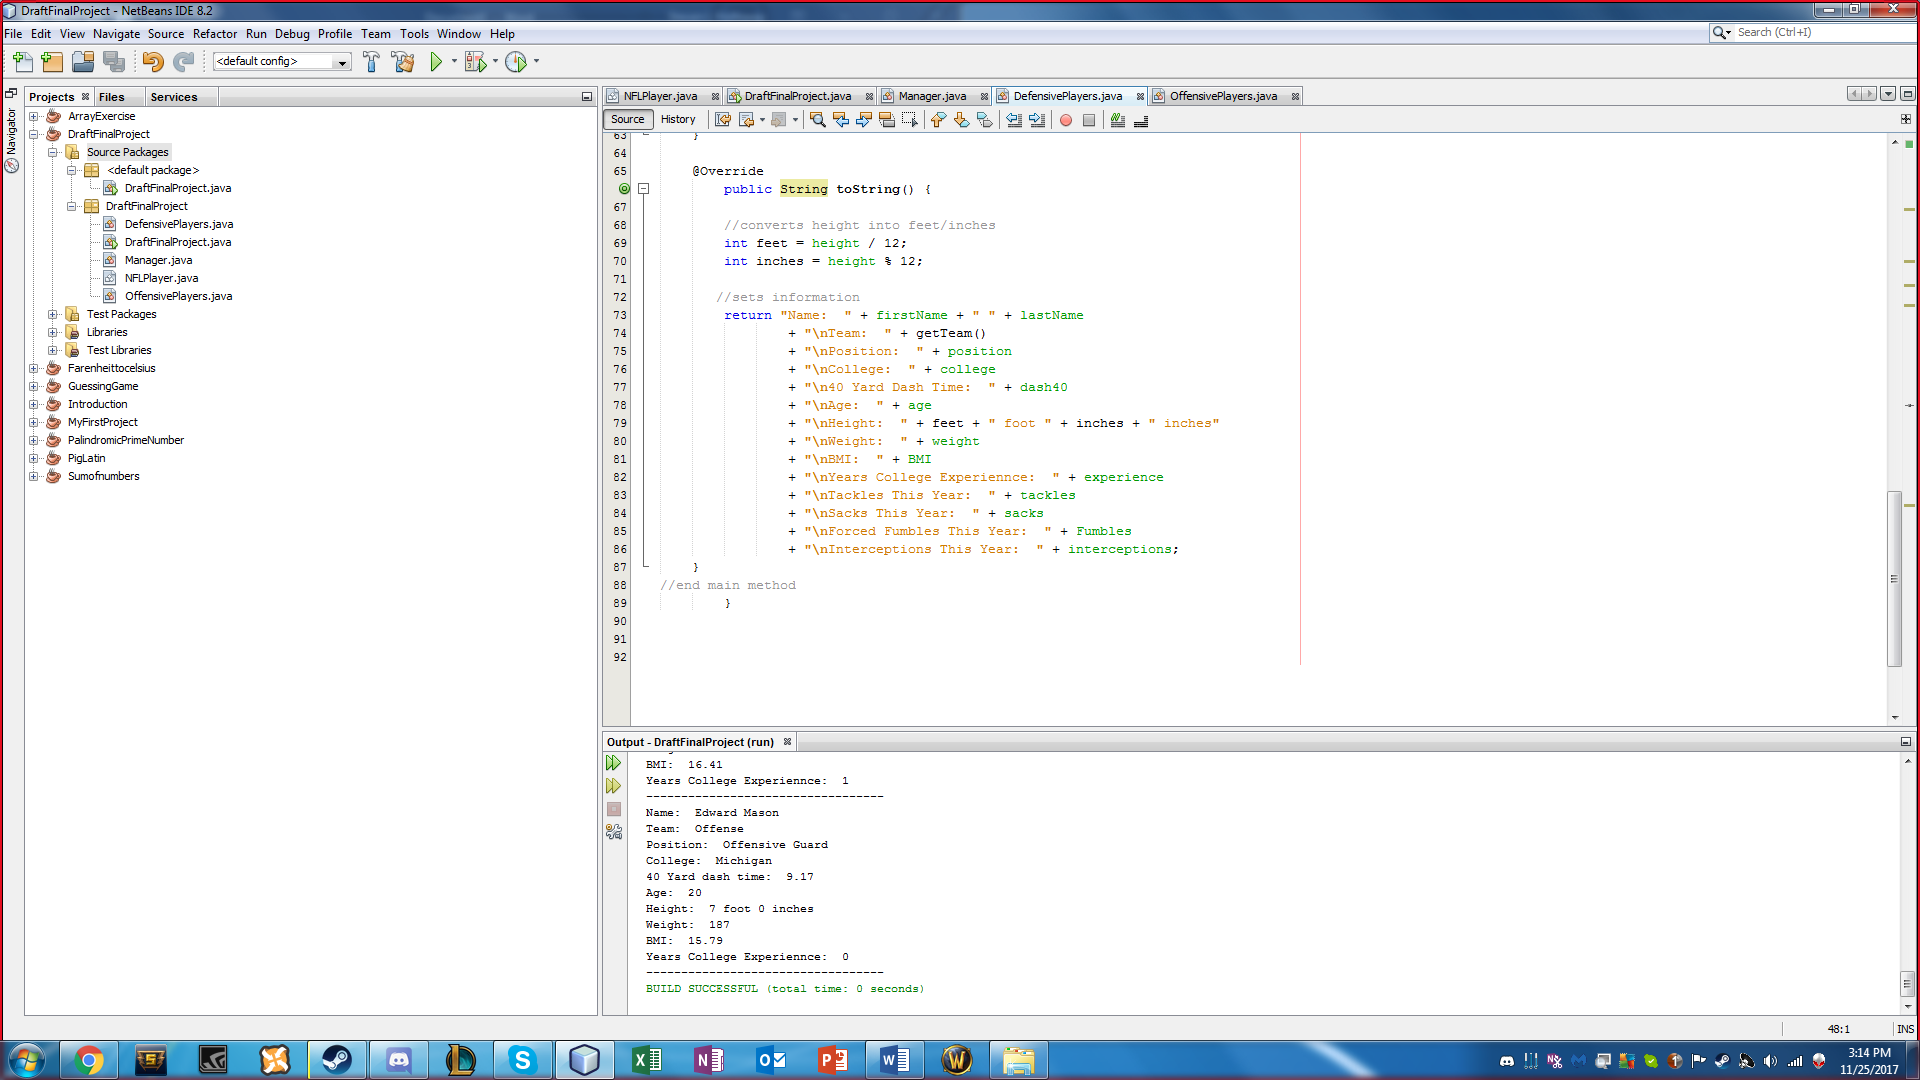 DraftFinalProject - NetBeans IDE 8.2
File Edit View Navigate Source Refactor Run Debug Profile Team Tools Window Help
Search (Ctrl+I)
<default config>
Navigator
Projects Files Services
ArrayExercise
DraftFinalProject
Source Packages
<default package>
DraftFinalProject.java
DraftFinalProject
DefensivePlayers.java
DraftFinalProject.java
Manager.java
NFLPlayer.java
OffensivePlayers.java
Test Packages
Libraries
Test Libraries
Farenheittocelsius
GuessingGame
Introduction
MyFirstProject
PalindromicPrimeNumber
PigLatin
Sumofnumbers
NFLPlayer.java DraftFinalProject.java Manager.java DefensivePlayers.java OffensivePlayers.java
Source History
63 }
64
65 @Override
public String toString() {
67
68 //converts height into feet/inches
69 int feet = height / 12;
70 int inches = height % 12;
71
72 //sets information
73 return "Name:  " + firstName + " " + lastName
74 + "\nTeam:  " + getTeam()
75 + "\nPosition:  " + position
76 + "\nCollege:  " + college
77 + "\n40 Yard Dash Time:  " + dash40
78 + "\nAge:  " + age
79 + "\nHeight:  " + feet + " foot " + inches + " inches"
80 + "\nWeight:  " + weight
81 + "\nBMI:  " + BMI
82 + "\nYears College Experiennce:  " + experience
83 + "\nTackles This Year:  " + tackles
84 + "\nSacks This Year:  " + sacks
85 + "\nForced Fumbles This Year:  " + Fumbles
86 + "\nInterceptions This Year:  " + interceptions;
87 }
88 //end main method
89 }
90
91
92
Output - DraftFinalProject (run)
BMI:  16.41
Years College Experiennce:  1
----------------------------------
Name:  Edward Mason
Team:  Offense
Position:  Offensive Guard
College:  Michigan
40 Yard dash time:  9.17
Age:  20
Height:  7 foot 0 inches
Weight:  187
BMI:  15.79
Years College Experiennce:  0
----------------------------------
BUILD SUCCESSFUL (total time: 0 seconds)
48:1 INS
3:14 PM
11/25/2017